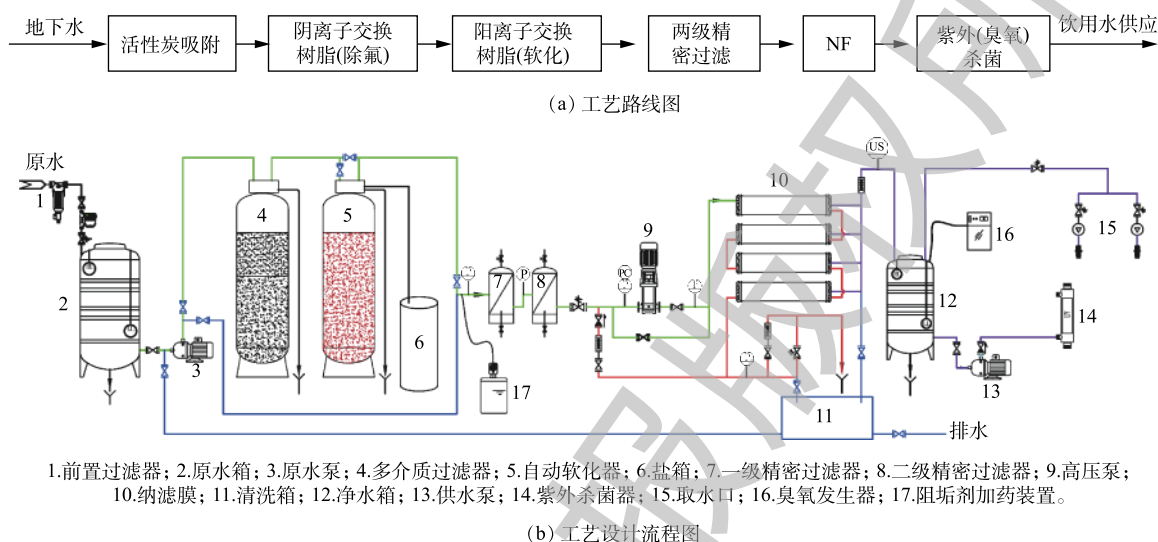 地下水
活性炭吸附
阴离子交换
树脂(除氟)
阳离子交换
树脂(软化)
两级精
密过滤
NF
紫外(臭氧)
杀菌
饮用水供应
(a) 工艺路线图
原水
1
2
3
4
5
6
7
P
8
17
PC
9
10
US
11
排水
12
13
14
15
16
1.前置过滤器；2.原水箱；3.原水泵；4.多介质过滤器；5.自动软化器；6.盐箱；7.一级精密过滤器；8.二级精密过滤器；9.高压泵；
10.纳滤膜；11.清洗箱；12.净水箱；13.供水泵；14.紫外杀菌器；15.取水口；16.臭氧发生器；17.阻垢剂加药装置。
(b) 工艺设计流程图